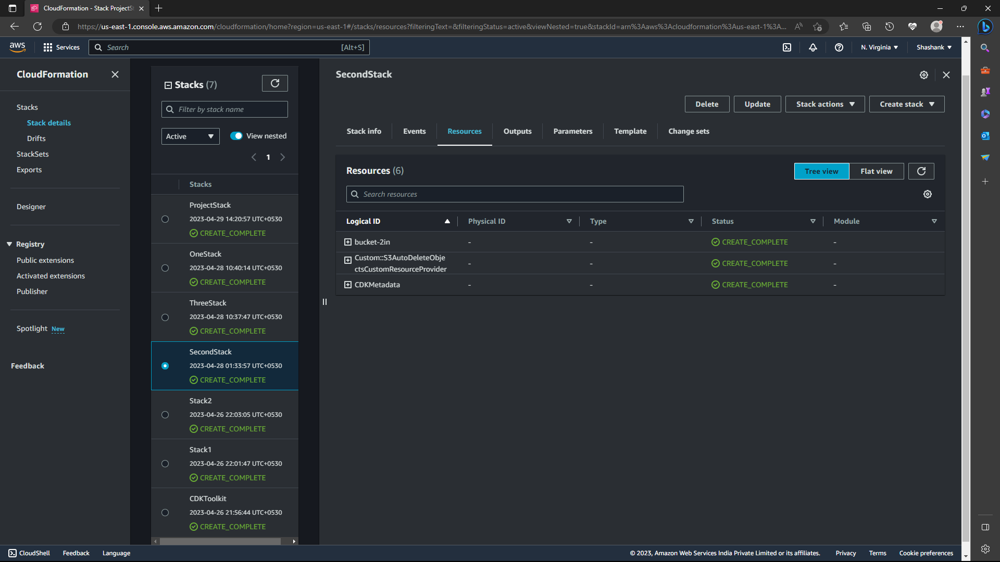 CloudFormation - Stack ProjectSt
https://us-east-1.console.aws.amazon.com/cloudformation/home?region=us-east-1#/stacks/resources?filteringText=&filteringStatus=active&viewNested=true&stackId=arn%3Aaws%3Acloudformation%3Aus-east-1%3A...
aws
Services
Search
[Alt+S]
N. Virginia
Shashank
CloudFormation
Stacks
Stack details
Drifts
StackSets
Exports
Designer
Registry
Public extensions
Activated extensions
Publisher
Spotlight New
Feedback
Stacks (7)
Filter by stack name
Active
View nested
1
Stacks
ProjectStack
2023-04-29 14:20:57 UTC+0530
CREATE_COMPLETE
OneStack
2023-04-28 10:40:14 UTC+0530
CREATE_COMPLETE
ThreeStack
2023-04-28 10:37:47 UTC+0530
CREATE_COMPLETE
SecondStack
2023-04-28 01:33:57 UTC+0530
CREATE_COMPLETE
Stack2
2023-04-26 22:03:05 UTC+0530
CREATE_COMPLETE
Stack1
2023-04-26 22:01:47 UTC+0530
CREATE_COMPLETE
CDKToolkit
2023-04-26 21:56:44 UTC+0530
CREATE_COMPLETE
SecondStack
Delete
Update
Stack actions
Create stack
Stack info
Events
Resources
Outputs
Parameters
Template
Change sets
Resources (6)
Tree view
Flat view
Search resources
Logical ID
Physical ID
Type
Status
Module
bucket-2in - - CREATE_COMPLETE -
Custom::S3AutoDeleteObje
ctsCustomResourceProvider - - CREATE_COMPLETE -
CDKMetadata - - CREATE_COMPLETE -
CloudShell
Feedback
Language
© 2023, Amazon Web Services India Private Limited or its affiliates.
Privacy
Terms
Cookie preferences